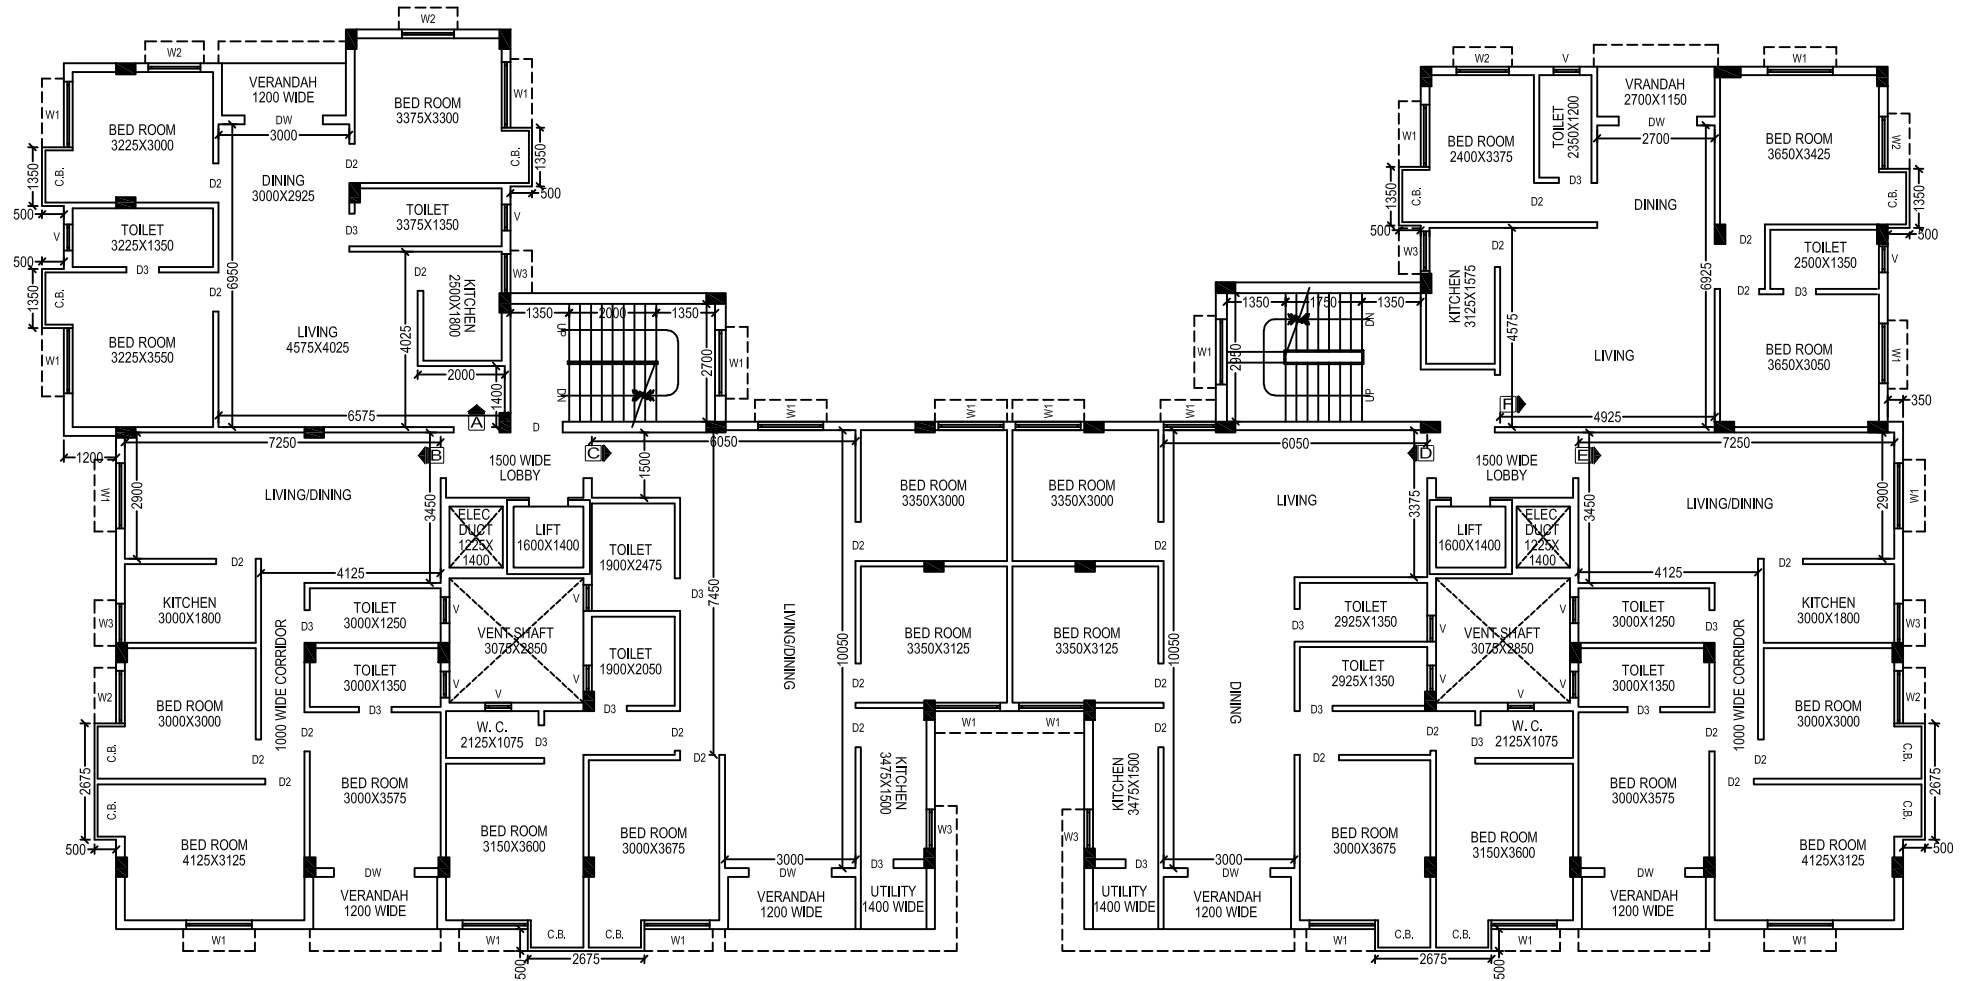 W2
W2
VERANDAH
1200 WIDE
BED ROOM
3375X3300
W1
W1
BED ROOM
3225X3000
DW
3000
D2
C.B.
1350
500
DINING
3000X2925
D2
C.B.
1350
500
TOILET
3375X1350
V
D3
TOILET
3225X1350
V
D3
500
1350
C.B.
D2
6950
D2
KITCHEN
2500X1800
W3
4025
LIVING
4575X4025
BED ROOM
3225X3550
W1
2000
1400
6575
A
1350
2000
1350
UP
DN
2700
W1
D
W2
V
W1
VRANDAH
2700X1150
DW
2700
TOILET
2350X1200
D3
BED ROOM
2400X3375
W1
1350
C.B.
D2
500
BED ROOM
3650X3425
W2
C.B.
1350
500
DINING
W3
D2
KITCHEN
3125X1575
4575
6925
D2
TOILET
2500X1350
V
D2
D3
LIVING
BED ROOM
3650X3050
W1
350
F
4925
1350
1750
1350
DN
UP
2950
W1
7250
1200
B
W1
2900
LIVING/DINING
3450
1500 WIDE
LOBBY
C
6050
1500
W1
W1
W1
W1
ELEC
DUCT
1225X
1400
LIFT
1600X1400
TOILET
1900X2475
D2
4125
KITCHEN
3000X1800
W3
TOILET
3000X1250
D3
V
VENT SHAFT
3075X2850
V
V
V
V
TOILET
3000X1350
D3
1000 WIDE CORRIDOR
BED ROOM
3000X3000
W2
C.B.
2675
C.B.
500
D2
D2
D2
BED ROOM
3000X3575
BED ROOM
4125X3125
W1
DW
VERANDAH
1200 WIDE
W. C.
2125X1075
D3
TOILET
1900X2050
D3
D3
D2
D2
7450
BED ROOM
3150X3600
BED ROOM
3000X3675
W1
C.B.
C.B.
W1
500
2675
LIVING/DINING
10050
3000
DW
VERANDAH
1200 WIDE
BED ROOM
3350X3000
D2
BED ROOM
3350X3125
D2
D2
W1
KITCHEN
3475X1500
W3
D3
UTILITY
1400 WIDE
BED ROOM
3350X3000
D2
BED ROOM
3350X3125
D2
D2
W1
KITCHEN
3475X1500
W3
D3
UTILITY
1400 WIDE
6050
D
10050
LIVING
3375
DINING
3000
DW
VERANDAH
1200 WIDE
TOILET
2925X1350
D3
V
TOILET
2925X1350
D3
V
D2
D2
BED ROOM
3000X3675
BED ROOM
3150X3600
W1
C.B.
C.B.
W1
2675
500
1500 WIDE
LOBBY
LIFT
1600X1400
ELEC
DUCT
1225X
1400
VENT SHAFT
3075X2850
V
V
V
W. C.
2125X1075
D3
E
7250
3450
LIVING/DINING
2900
W1
D2
4125
KITCHEN
3000X1800
W3
TOILET
3000X1250
D3
TOILET
3000X1350
D3
1000 WIDE CORRIDOR
BED ROOM
3000X3000
W2
C.B.
2675
C.B.
500
D2
D2
D2
BED ROOM
3000X3575
BED ROOM
4125X3125
DW
VERANDAH
1200 WIDE
W1